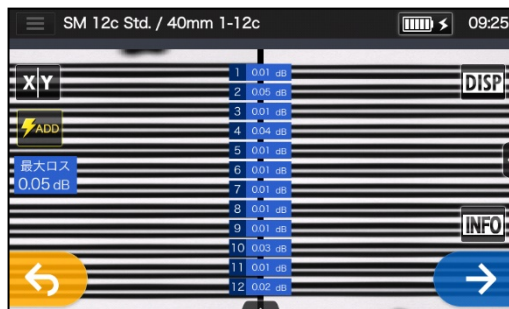 SM 12c Std. / 40mm 1-12c
09:25
X Y
DISP
ADD
最大ロス
0.05 dB
1 0.01 dB
2 0.05 dB
3 0.01 dB
4 0.04 dB
5 0.01 dB
6 0.01 dB
7 0.01 dB
8 0.01 dB
9 0.01 dB
10 0.03 dB
11 0.01 dB
12 0.02 dB
INFO